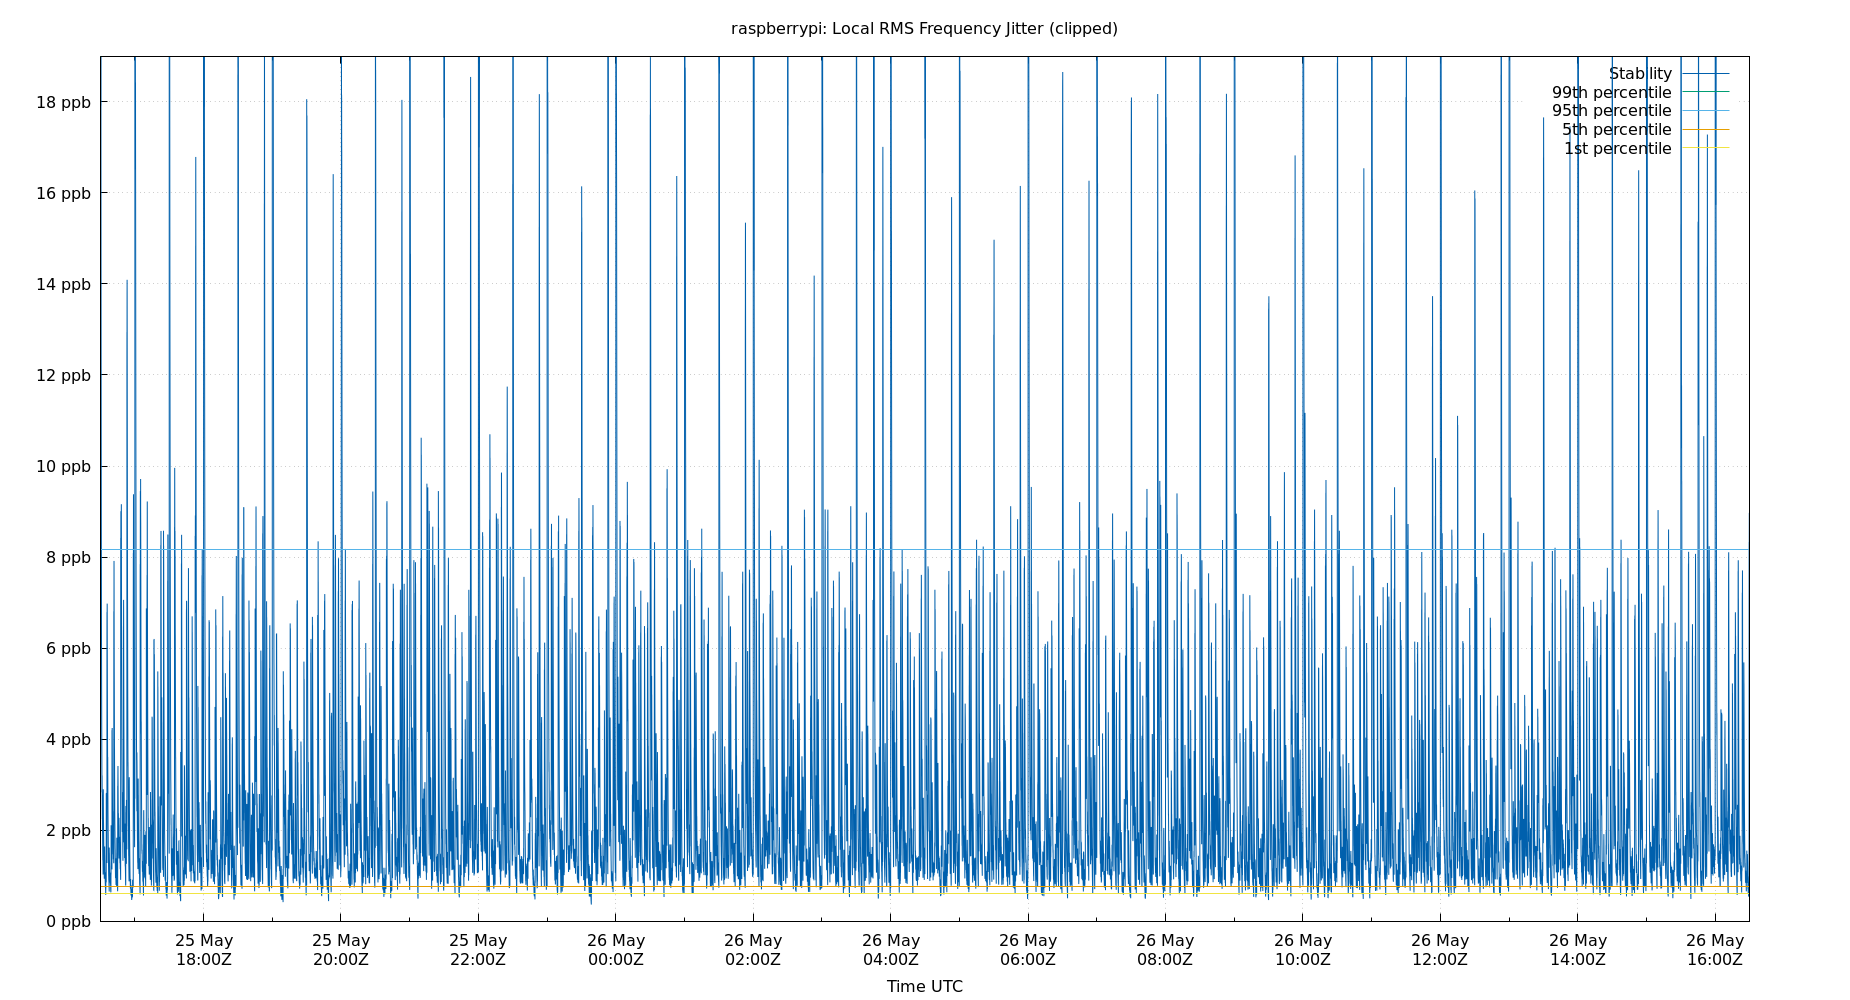 raspberrypi: Local RMS Frequency Jitter (clipped)
Stability
99th percentile
95th percentile
5th percentile
1st percentile
18 ppb
16 ppb
14 ppb
12 ppb
10 ppb
8 ppb
6 ppb
4 ppb
2 ppb
0 ppb
25 May 25 May 25 May 26 May 26 May 26 May 26 May 26 May 26 May 26 May 26 May 26 May
18:00Z 20:00Z 22:00Z 00:00Z 02:00Z 04:00Z 06:00Z 08:00Z 10:00Z 12:00Z 14:00Z 16:00Z
Time UTC